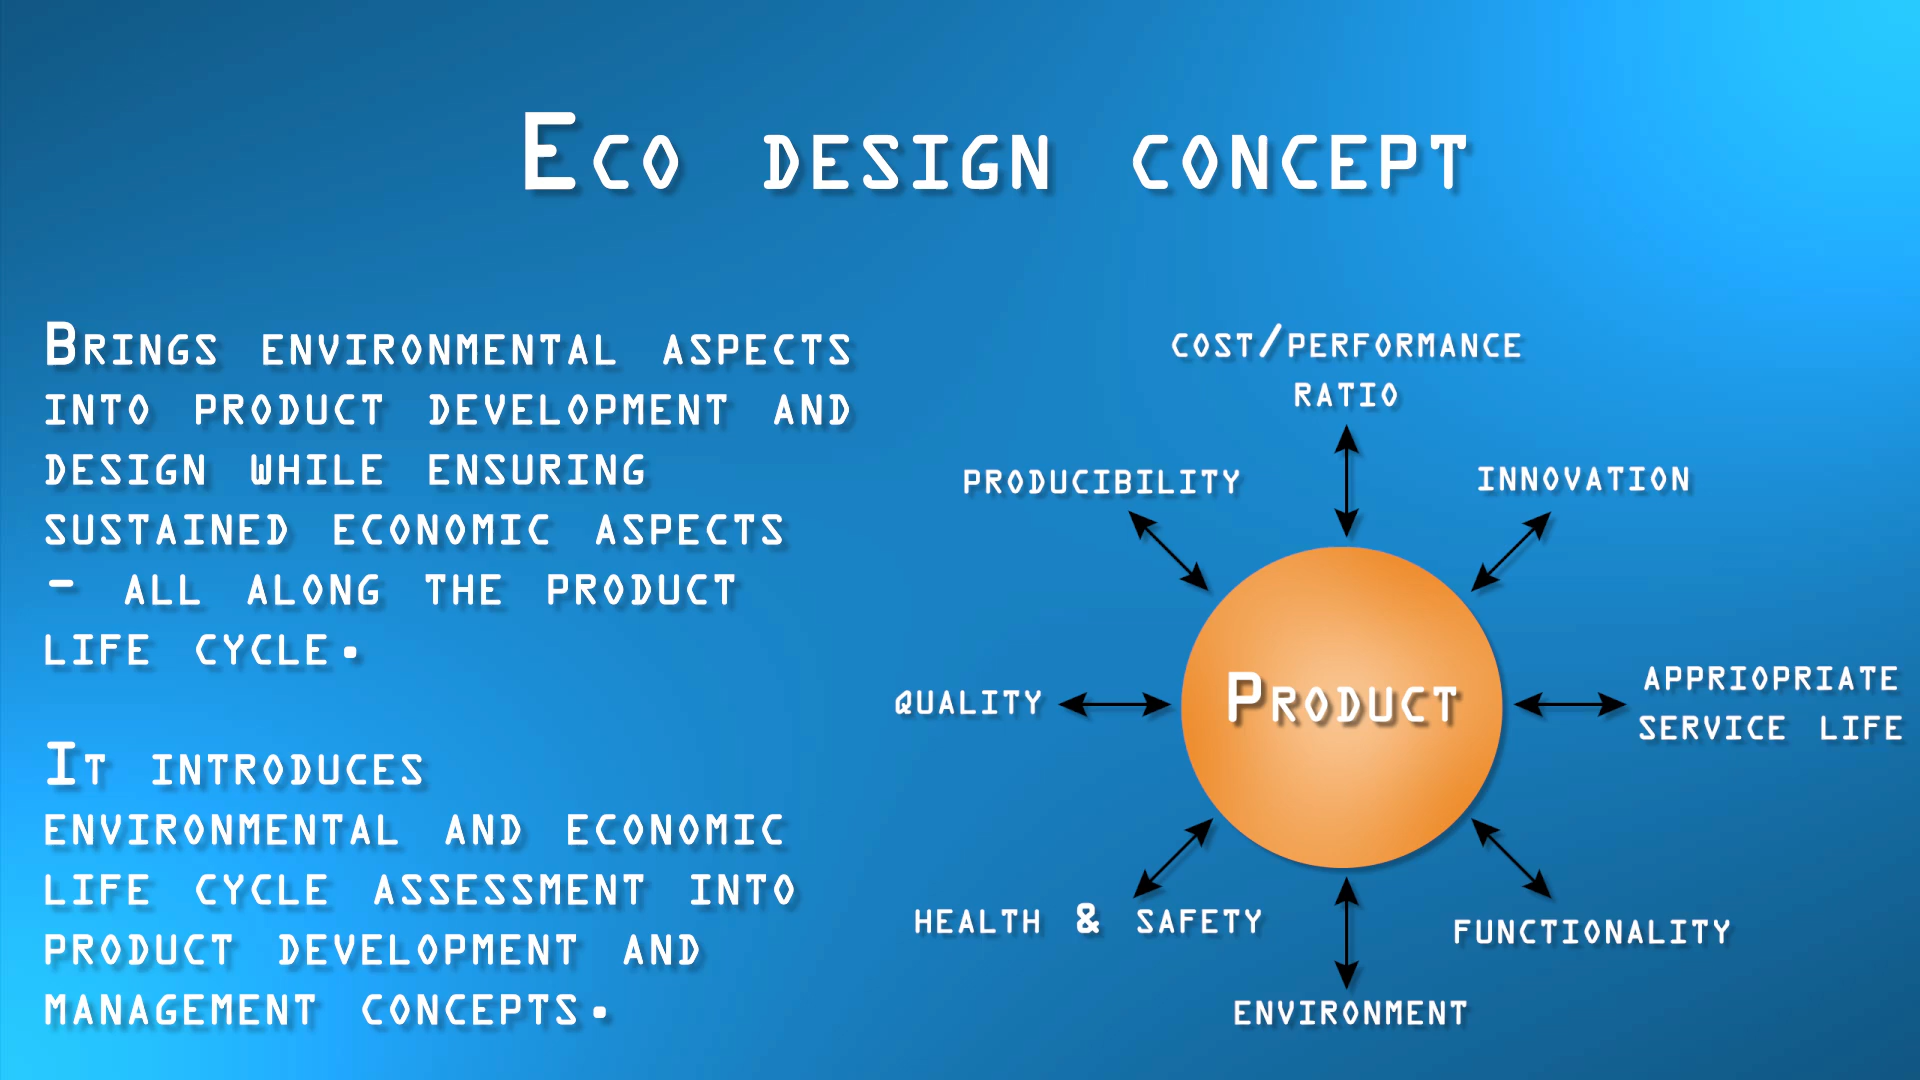 Eco design concept
Brings environmental aspects
into product development and
design while ensuring
sustained economic aspects
- all along the product
life cycle.
It introduces
environmental and economic
life cycle assessment into
product development and
management concepts.
cost/performance
ratio
producibility
innovation
quality
Product
appriopriate
service life
health & safety
functionality
environment